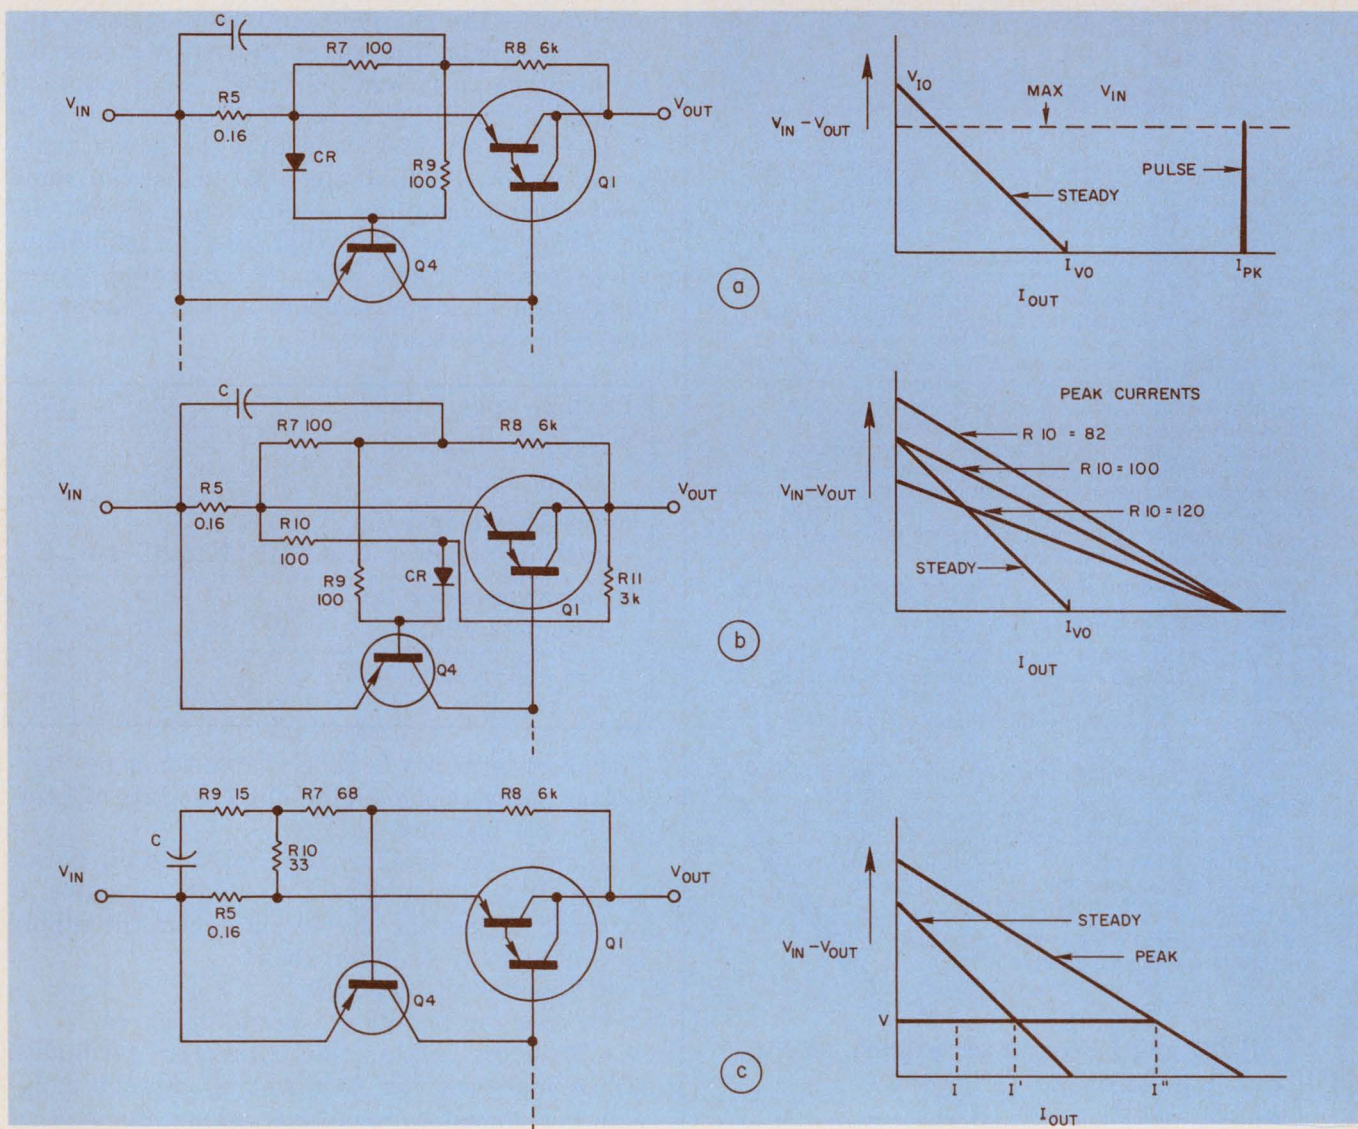 C
R7 100
R8 6k
VIN
R5
0.16
CR
R9
100
Q1
VOUT
Q4
a
VIO
VIN – VOUT
MAX VIN
PULSE
STEADY
IVO
IPK
IOUT
C
R7 100
R8 6k
VIN
R5
0.16
R10
100
R9
100
CR
Q1
R11
3k
VOUT
Q4
b
PEAK CURRENTS
R10 = 82
R10 = 100
R10 = 120
VIN–VOUT
STEADY
IVO
IOUT
R9 15
R7 68
R8 6k
C
R10
33
VIN
R5
0.16
Q1
VOUT
Q4
c
STEADY
PEAK
VIN –VOUT
V
I
I'
I"
IOUT